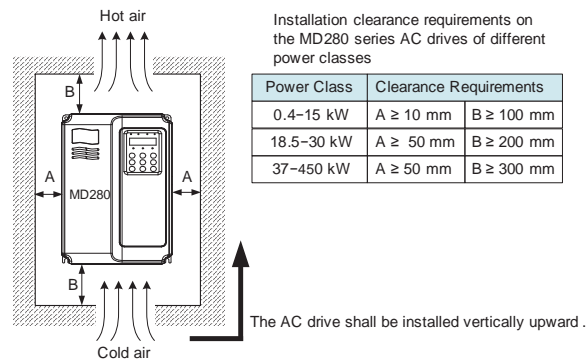 Hot air
Installation clearance requirements on
the MD280 series AC drives of different
power classes
Power Class Clearance Requirements
0.4–15 kW A ≥ 10 mm B ≥ 100 mm
18.5–30 kW A ≥ 50 mm B ≥ 200 mm
37–450 kW A ≥ 50 mm B ≥ 300 mm
B
A
A
MD280
B
The AC drive shall be installed vertically upward .
Cold air